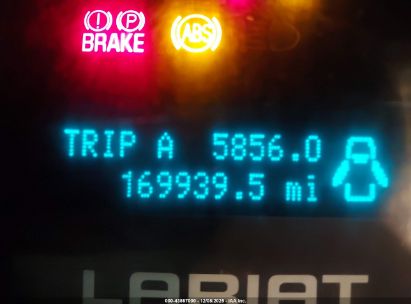 (!) (P)
BRAKE (ABS)
TRIP A 5856.0
169939.5 mi
LARIAT